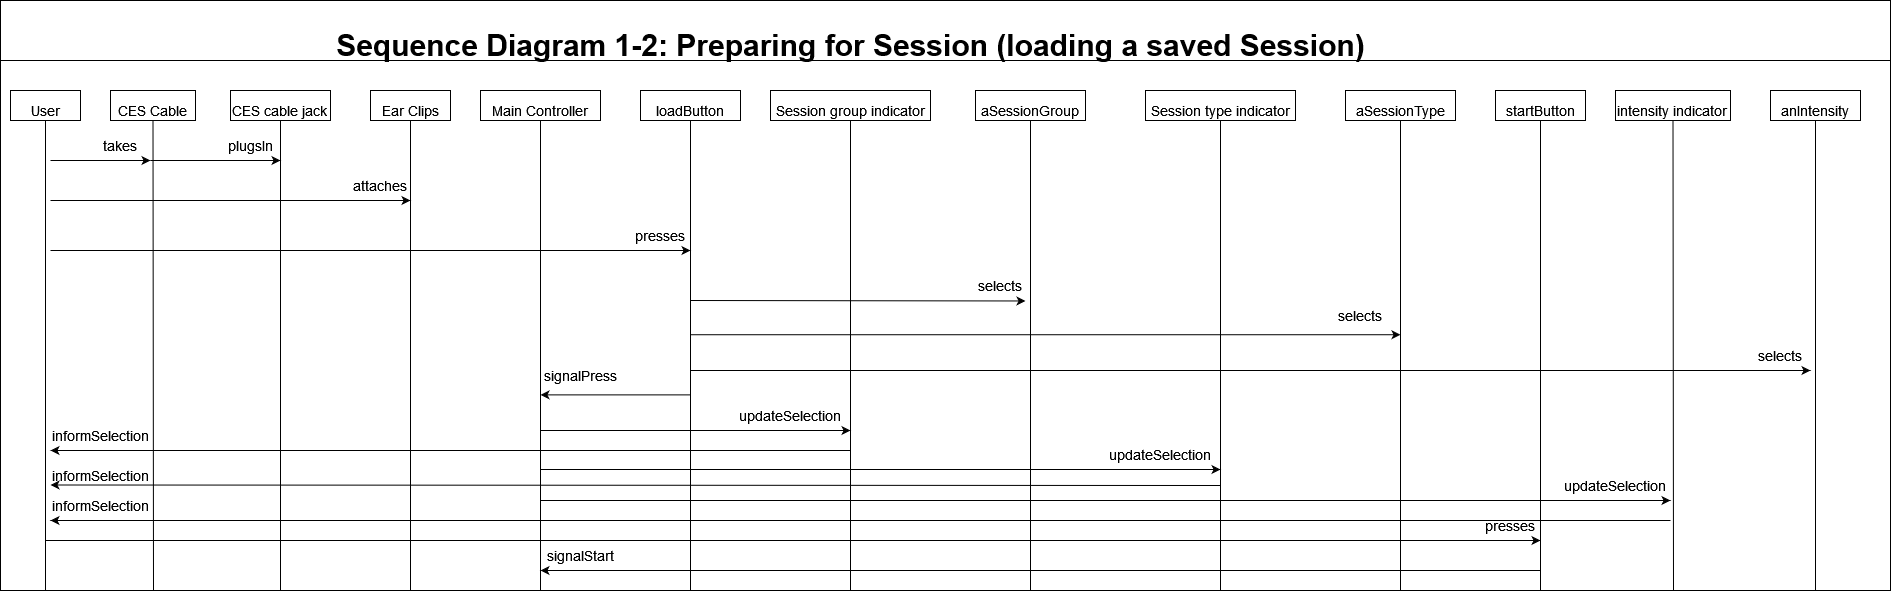 Sequence Diagram 1-2: Preparing for Session (loading a saved Session)
User
CES Cable
CES cable jack
Ear Clips
Main Controller
loadButton
Session group indicator
aSessionGroup
Session type indicator
aSessionType
startButton
intensity indicator
anIntensity
takes
plugsIn
attaches
presses
selects
selects
selects
signalPress
updateSelection
informSelection
updateSelection
informSelection
updateSelection
informSelection
presses
signalStart